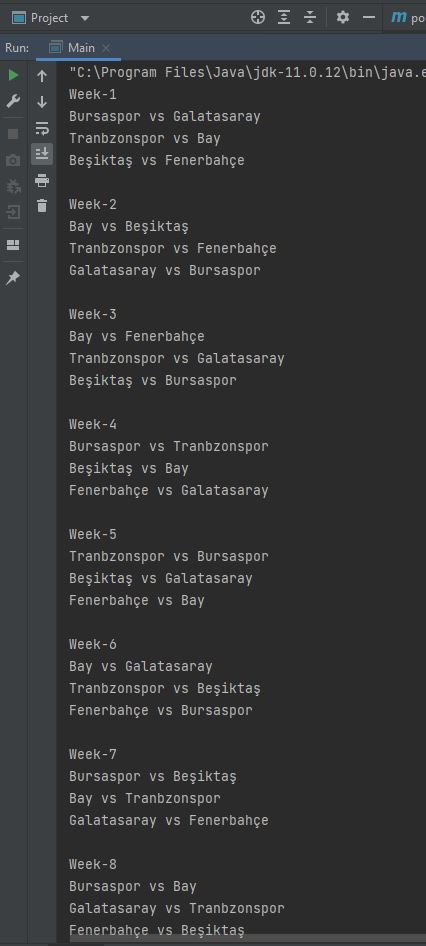 Project
m po
Run: Main
"C:\Program Files\Java\jdk-11.0.12\bin\java.e
Week-1
Bursaspor vs Galatasaray
Tranbzonspor vs Bay
Beşiktaş vs Fenerbahçe
Week-2
Bay vs Beşiktaş
Tranbzonspor vs Fenerbahçe
Galatasaray vs Bursaspor
Week-3
Bay vs Fenerbahçe
Tranbzonspor vs Galatasaray
Beşiktaş vs Bursaspor
Week-4
Bursaspor vs Tranbzonspor
Beşiktaş vs Bay
Fenerbahçe vs Galatasaray
Week-5
Tranbzonspor vs Bursaspor
Beşiktaş vs Galatasaray
Fenerbahçe vs Bay
Week-6
Bay vs Galatasaray
Tranbzonspor vs Beşiktaş
Fenerbahçe vs Bursaspor
Week-7
Bursaspor vs Beşiktaş
Bay vs Tranbzonspor
Galatasaray vs Fenerbahçe
Week-8
Bursaspor vs Bay
Galatasaray vs Tranbzonspor
Fenerbahçe vs Beşiktaş